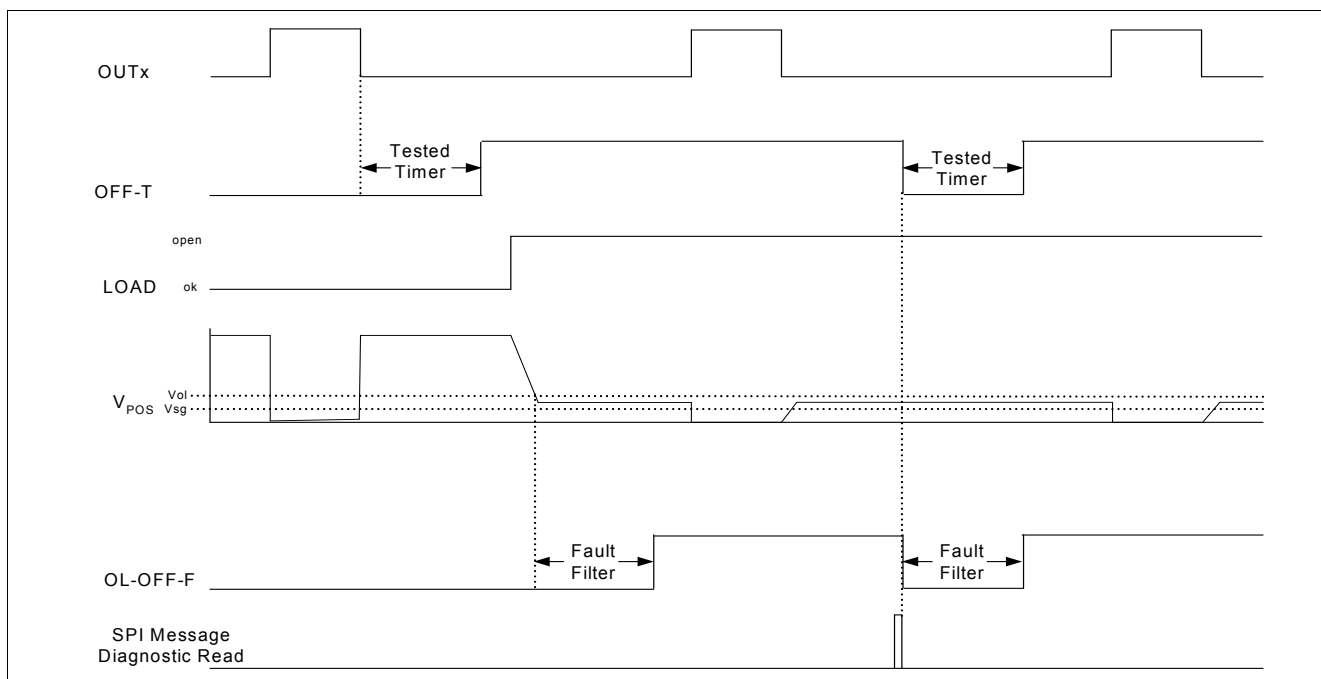 OUTx
Tested
Timer
Tested
Timer
OFF-T
open
LOAD ok
Vol
VPOS Vsg
Fault
Filter
Fault
Filter
OL-OFF-F
SPI Message
Diagnostic Read